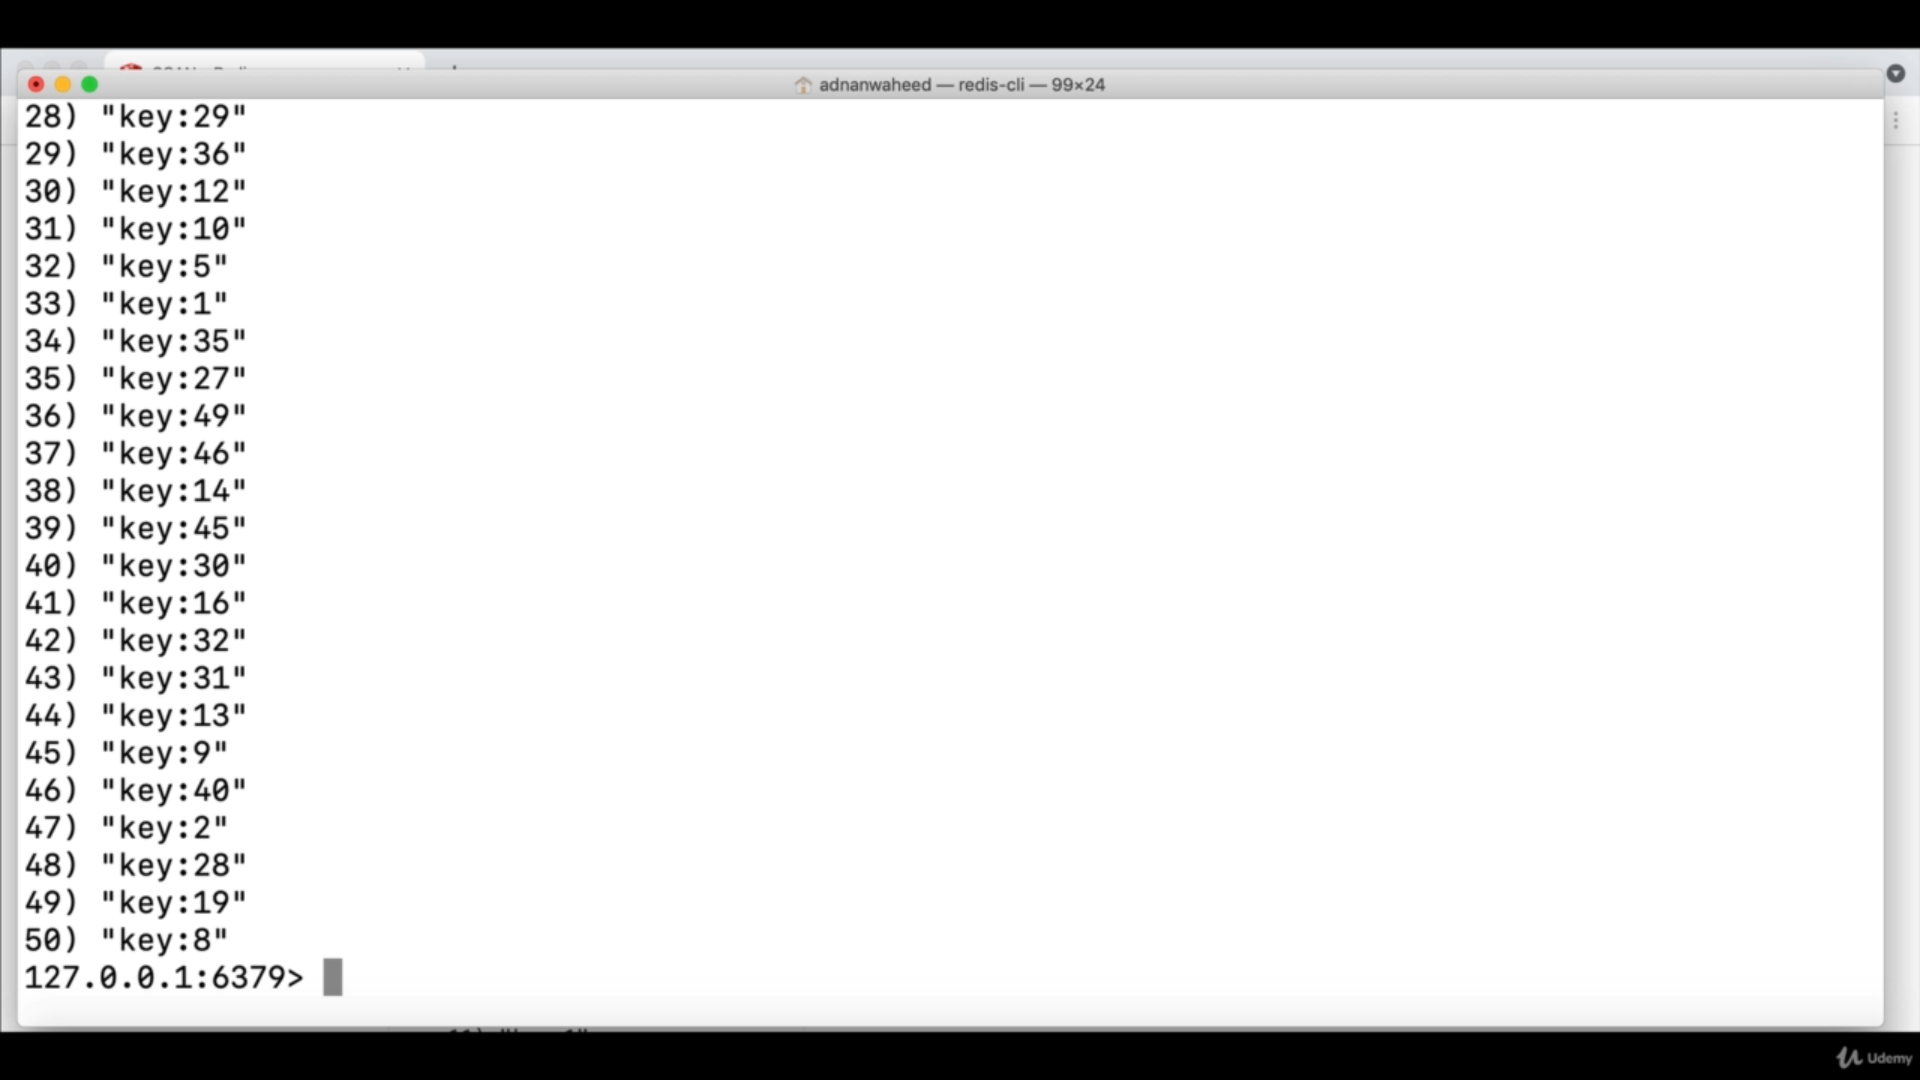 adnanwaheed — redis-cli — 99×24
28) "key:29"
29) "key:36"
30) "key:12"
31) "key:10"
32) "key:5"
33) "key:1"
34) "key:35"
35) "key:27"
36) "key:49"
37) "key:46"
38) "key:14"
39) "key:45"
40) "key:30"
41) "key:16"
42) "key:32"
43) "key:31"
44) "key:13"
45) "key:9"
46) "key:40"
47) "key:2"
48) "key:28"
49) "key:19"
50) "key:8"
127.0.0.1:6379>
Udemy